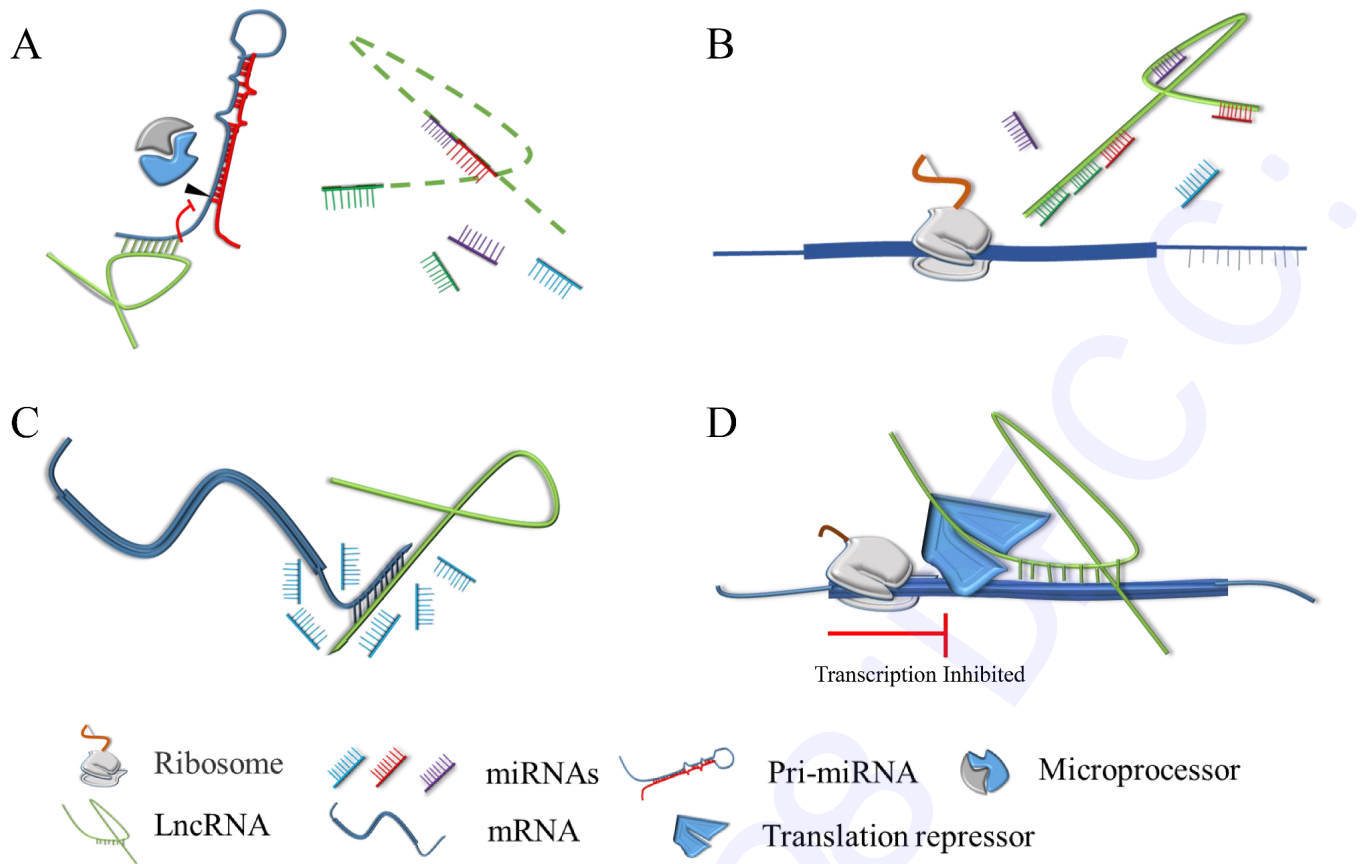 A
B
C
D
Transcription Inhibited
Ribosome
miRNAs
Pri-miRNA
Microprocessor
LncRNA
mRNA
Translation repressor